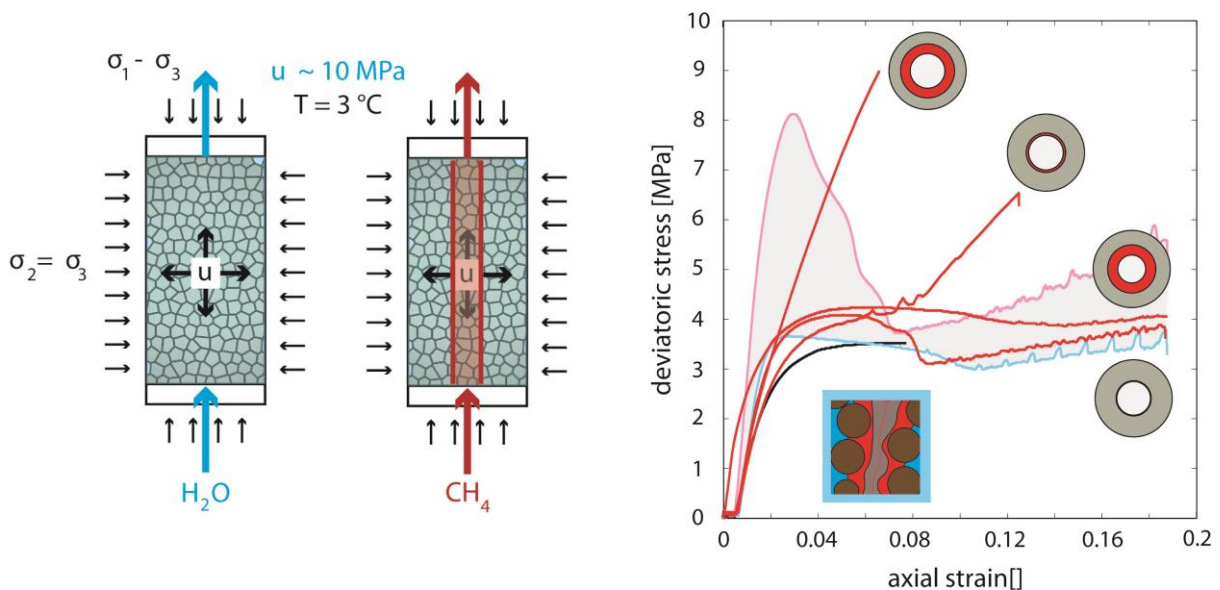 σ1 - σ3
u ~ 10 MPa
T = 3 °C
σ2= σ3
u
u
H2O
CH4
deviatoric stress [MPa]
10
9
8
7
6
5
4
3
2
1
0
0
0.04
0.08
0.12
0.16
0.2
axial strain[]